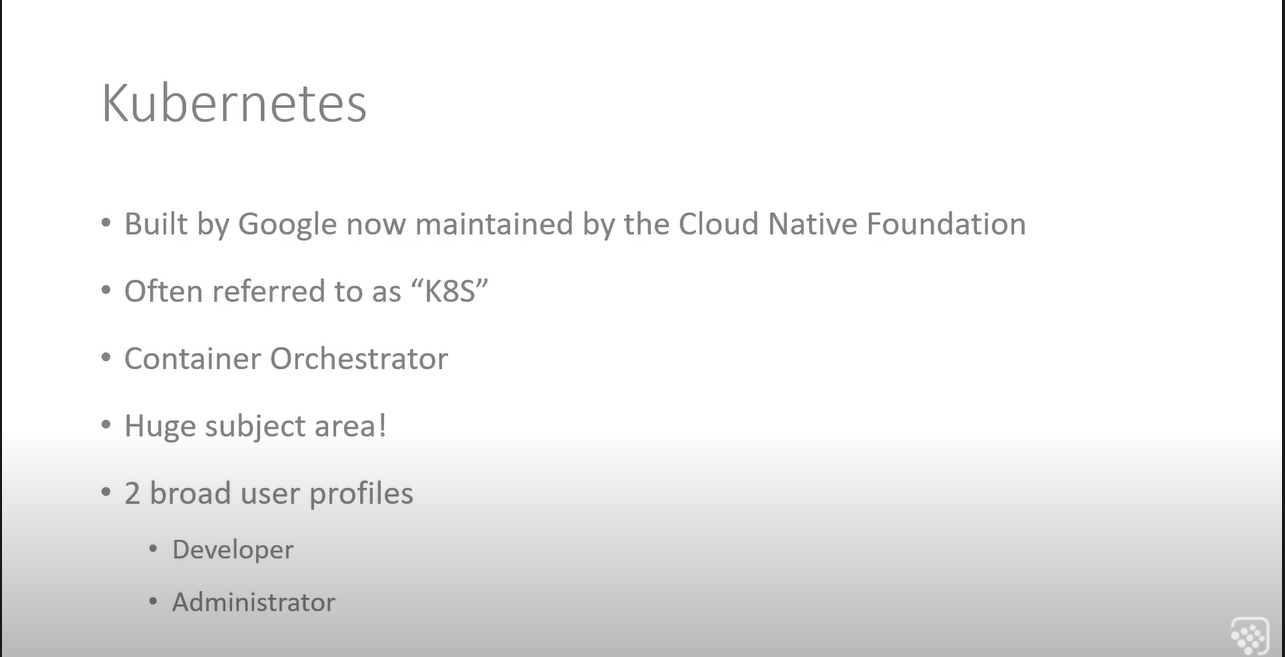 Kubernetes
• Built by Google now maintained by the Cloud Native Foundation
• Often referred to as “K8S”
• Container Orchestrator
• Huge subject area!
• 2 broad user profiles
• Developer
• Administrator